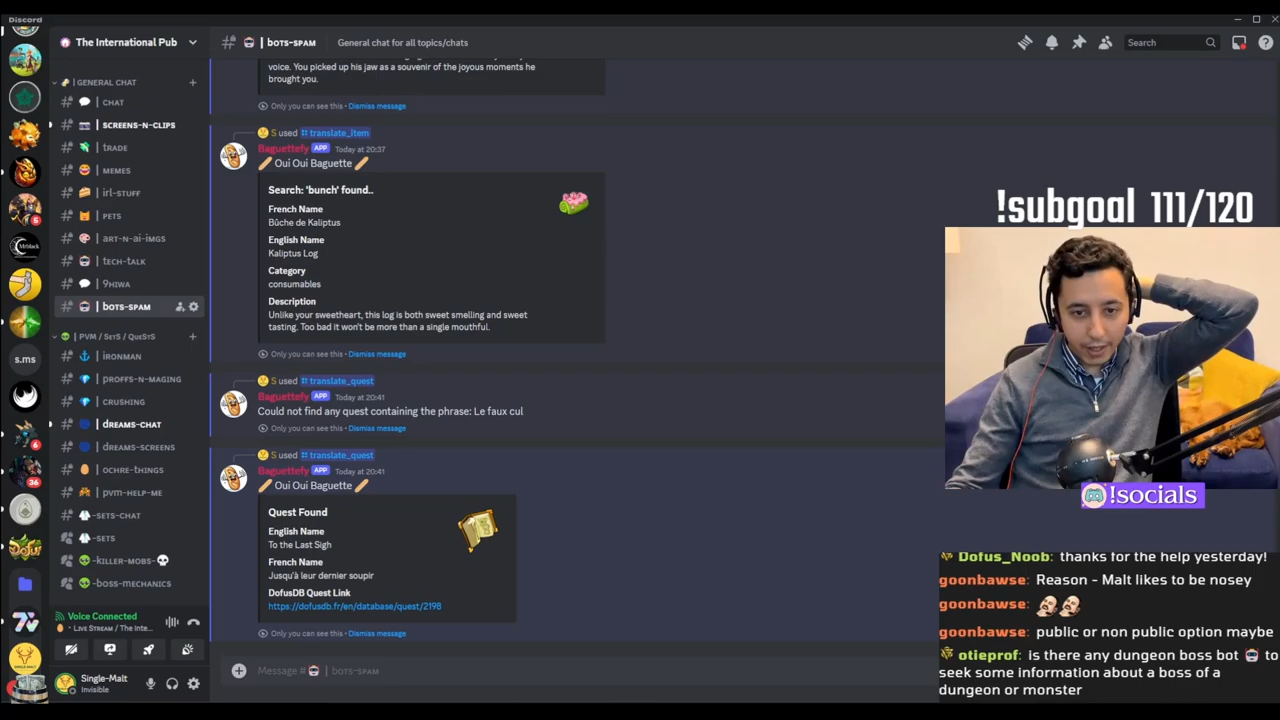 Discord
The International Pub
| BOTS-SPAM
General chat for all topics/chats
Search
GENERAL CHAT
| CHAT
| SCREENS-N-CLIPS
| TRADE
| MEMES
| IRL-STUFF
| PETS
| ART-N-AI-IMGS
| TECH-TALK
| 9HIWA
| BOTS-SPAM
PVM / SETS / QUESTS
| IRONMAN
| PROFFS-N-MAGING
| CRUSHING
| DREAMS-CHAT
| DREAMS-SCREENS
| OCHRE-THINGS
| PVM-HELP-ME
-SETS-CHAT
-SETS
-KILLER-MOBS-
-BOSS-MECHANICS
Voice Connected
• LIVE STREAM / The Inte...
Single-Malt
Invisible
s.ms
6
6
36
voice. You picked up his jaw as a souvenir of the joyous moments he
brought you.
Only you can see this • Dismiss message
S used translate_item
Baguettefy APP Today at 20:37
Oui Oui Baguette
Search: 'bunch' found..
French Name
Bûche de Kaliptus
English Name
Kaliptus Log
Category
consumables
Description
Unlike your sweetheart, this log is both sweet smelling and sweet
tasting. Too bad it won't be more than a single mouthful.
Only you can see this • Dismiss message
S used translate_quest
Baguettefy APP Today at 20:41
Could not find any quest containing the phrase: Le faux cul
Only you can see this • Dismiss message
S used translate_quest
Baguettefy APP Today at 20:41
Oui Oui Baguette
Quest Found
English Name
To the Last Sigh
French Name
Jusqu'à leur dernier soupir
DofusDB Quest Link
https://dofusdb.fr/en/database/quest/2198
Only you can see this • Dismiss message
Message # | BOTS-SPAM
!subgoal 111/120
!socials
Dofus_Noob: thanks for the help yesterday!
goonbawse: Reason - Malt likes to be nosey
goonbawse:
goonbawse: public or non public option maybe
otieprof: is there any dungeon boss bot to
seek some information about a boss of a
dungeon or monster